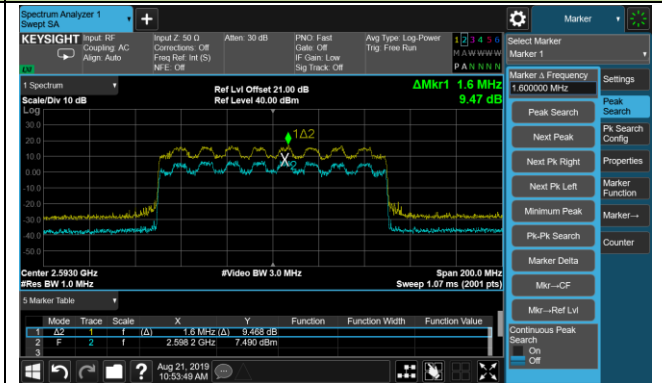 Spectrum Analyzer 1
Swept SA
+
Marker
KEYSIGHT
Input: RF
Coupling: AC
Align: Auto
Input Z: 50 Ω
Corrections: Off
Freq Ref: Int (S)
NFE: Off
Atten: 30 dB
PNO: Fast
Gate: Off
IF Gain: Low
Sig Track: Off
Avg Type: Log-Power
Trig: Free Run
1 2 3 4 5 6
M A W W W W
P A N N N N
Select Marker
Marker 1
1 Spectrum
Scale/Div 10 dB
Log
Ref Lvl Offset 21.00 dB
Ref Level 40.00 dBm
ΔMkr1 1.6 MHz
9.47 dB
30.0
20.0
10.0
0.00
-10.0
-20.0
-30.0
-40.0
-50.0
1Δ2
Center 2.5930 GHz
#Res BW 1.0 MHz
#Video BW 3.0 MHz
Span 200.0 MHz
Sweep 1.07 ms (2001 pts)
5 Marker Table
Mode Trace Scale X Y Function Function Width Function Value
1 Δ2 1 f (Δ) 1.6 MHz (Δ) 9.468 dB
2 F 2 f 2.598 2 GHz 7.490 dBm
3
Marker Δ Frequency
1.600000 MHz
Peak Search
Next Peak
Next Pk Right
Next Pk Left
Minimum Peak
Pk-Pk Search
Marker Delta
Mkr→CF
Mkr→Ref Lvl
Continuous Peak
Search
On
Off
Settings
Peak
Search
Pk Search
Config
Properties
Marker
Function
Marker→
Counter
?
Aug 21, 2019
10:53:49 AM